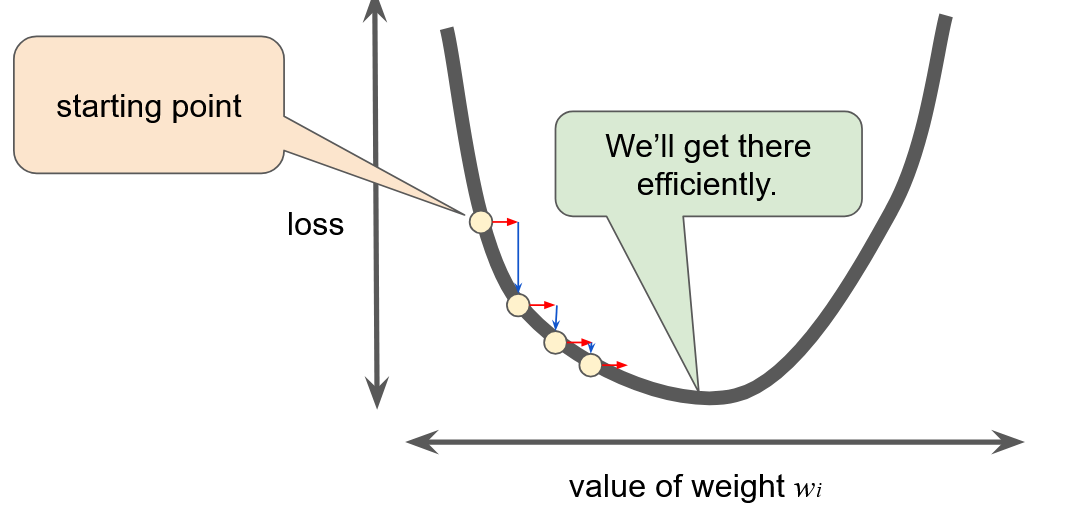 starting point
We’ll get there
efficiently.
loss
value of weight wi